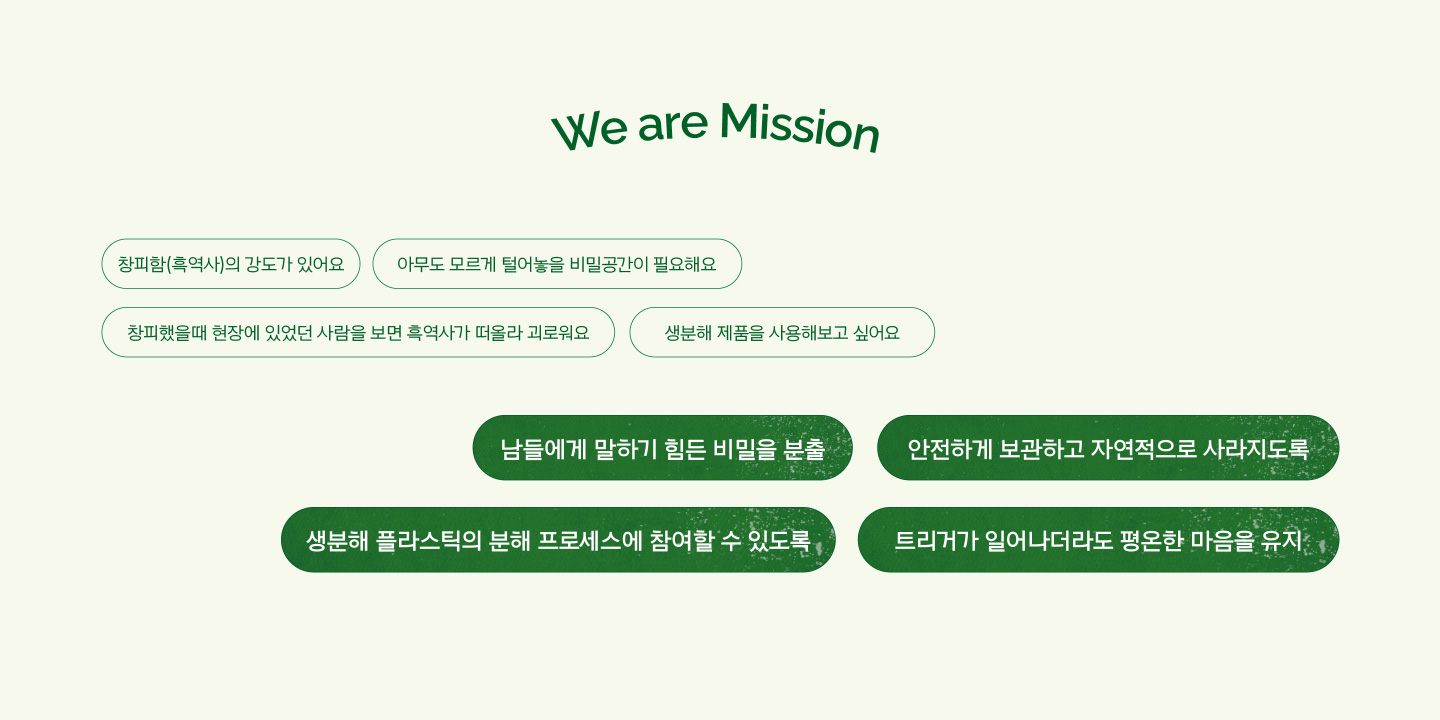 We are Mission
창피함(흑역사)의 강도가 있어요
아무도 모르게 털어놓을 비밀공간이 필요해요
창피했을때 현장에 있었던 사람을 보면 흑역사가 떠올라 괴로워요
생분해 제품을 사용해보고 싶어요
남들에게 말하기 힘든 비밀을 분출
안전하게 보관하고 자연적으로 사라지도록
생분해 플라스틱의 분해 프로세스에 참여할 수 있도록
트리거가 일어나더라도 평온한 마음을 유지